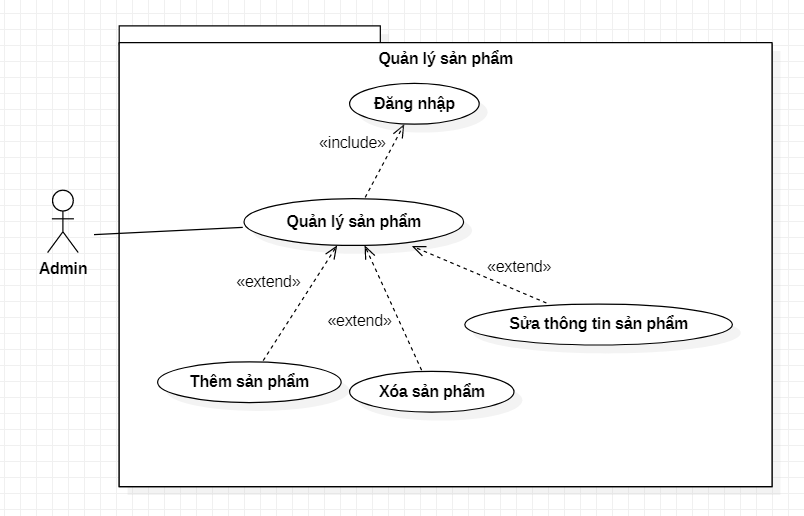 Quản lý sản phẩm
Đăng nhập
«include»
Quản lý sản phẩm
Admin
«extend»
«extend»
«extend»
Sửa thông tin sản phẩm
Thêm sản phẩm
Xóa sản phẩm